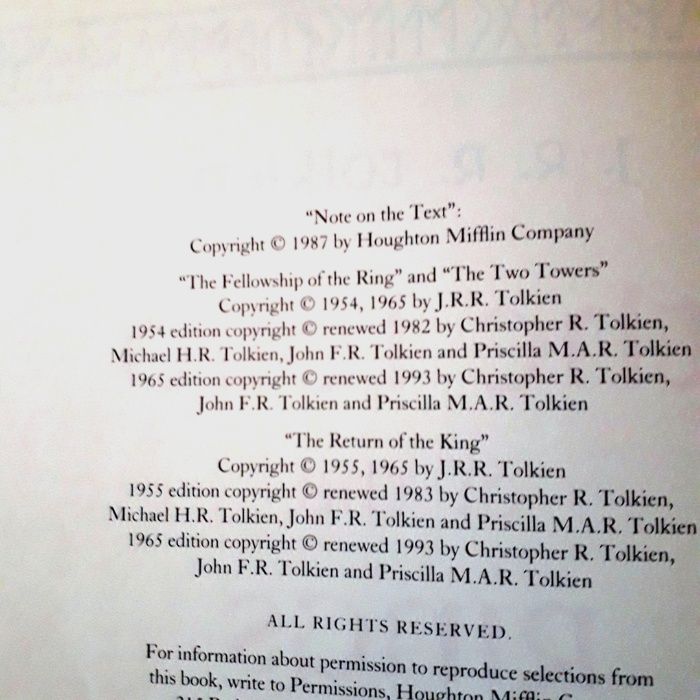 "Note on the Text":
Copyright © 1987 by Houghton Mifflin Company
"The Fellowship of the Ring" and "The Two Towers"
Copyright © 1954, 1965 by J.R.R. Tolkien
1954 edition copyright © renewed 1982 by Christopher R. Tolkien,
Michael H.R. Tolkien, John F.R. Tolkien and Priscilla M.A.R. Tolkien
1965 edition copyright © renewed 1993 by Christopher R. Tolkien,
John F.R. Tolkien and Priscilla M.A.R. Tolkien
"The Return of the King"
Copyright © 1955, 1965 by J.R.R. Tolkien
1955 edition copyright © renewed 1983 by Christopher R. Tolkien,
Michael H.R. Tolkien, John F.R. Tolkien and Priscilla M.A.R. Tolkien
1965 edition copyright © renewed 1993 by Christopher R. Tolkien,
John F.R. Tolkien and Priscilla M.A.R. Tolkien
ALL RIGHTS RESERVED.
For information about permission to reproduce selections from
this book, write to Permissions, Houghton Mifflin